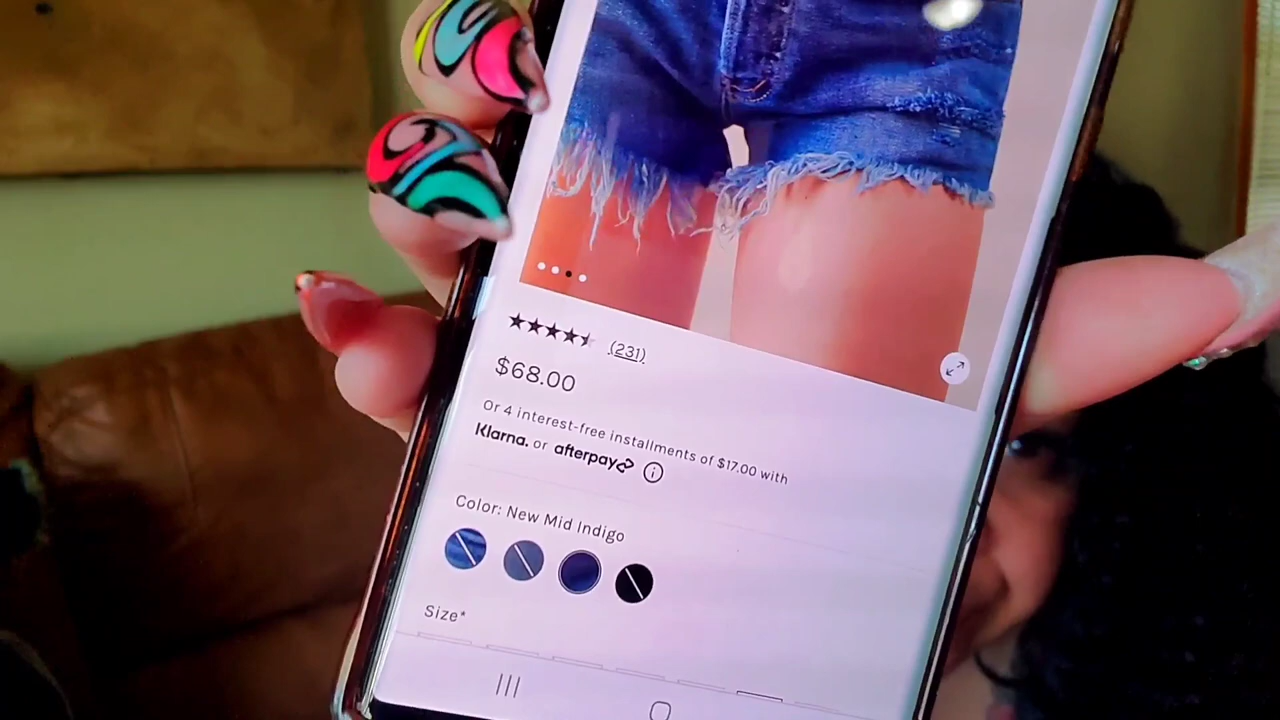 (231)
$68.00
Or 4 interest-free installments of $17.00 with
Klarna. or afterpay
Color: New Mid Indigo
Size*